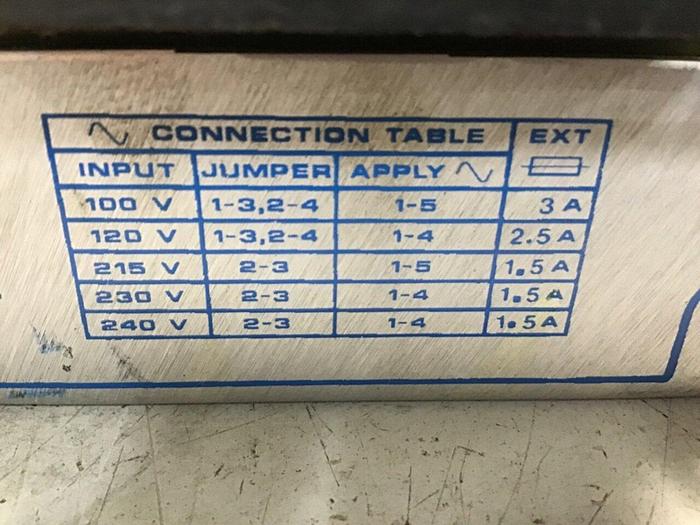 ∿ CONNECTION TABLE EXT
INPUT JUMPER APPLY ∿
100 V 1-3,2-4 1-5 3 A
120 V 1-3,2-4 1-4 2.5 A
215 V 2-3 1-5 1.5 A
230 V 2-3 1-4 1.5 A
240 V 2-3 1-4 1.5 A